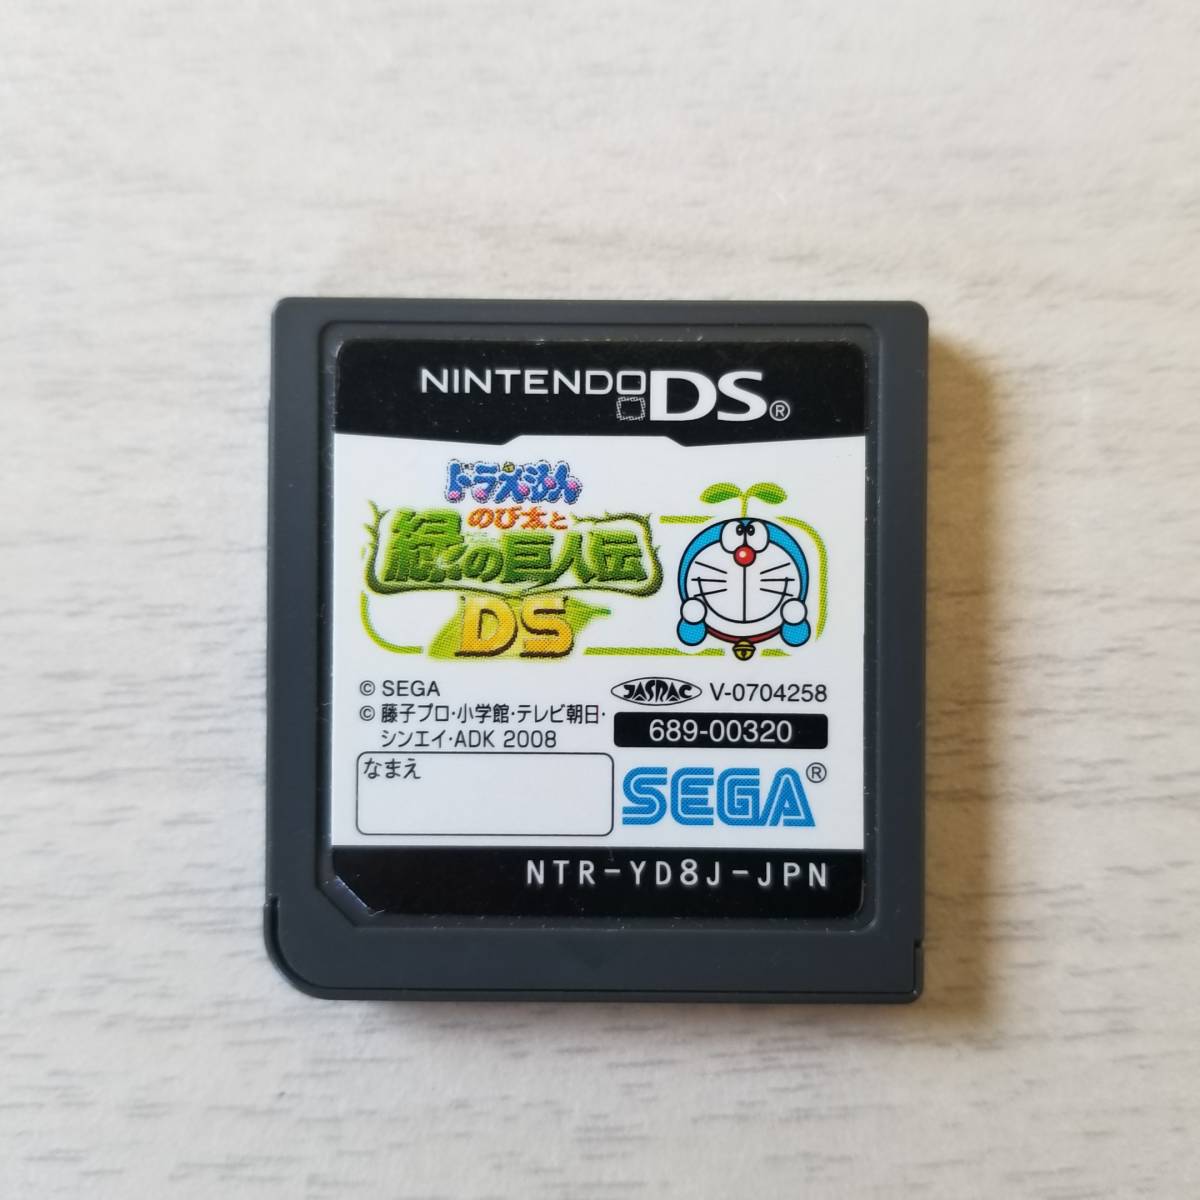 NINTENDO DS®
ドラえもん
のび太と
緑の巨人伝
DS
© SEGA
© 藤子プロ・小学館・テレビ朝日・
シンエイ・ADK 2008
JASRAC V-0704258
689-00320
なまえ
SEGA®
NTR-YD8J-JPN